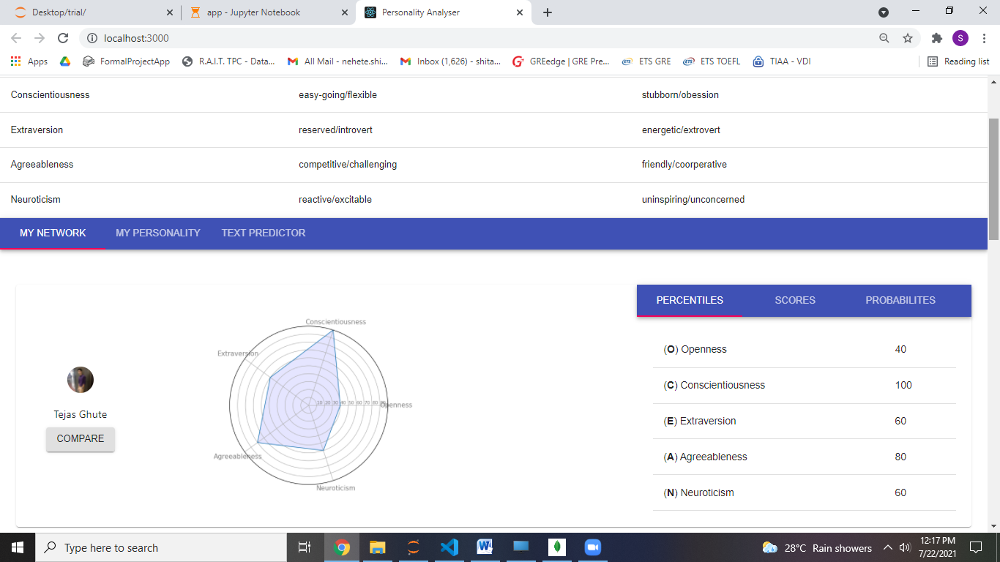 Desktop/trial/
app - Jupyter Notebook
Personality Analyser
localhost:3000
S
Apps
FormalProjectApp
R.A.I.T. TPC - Data...
All Mail - nehete.shi...
Inbox (1,626) - shita...
GREedge | GRE Pre...
ETS GRE
ETS TOEFL
TIAA - VDI
Reading list
Conscientiousness easy-going/flexible stubborn/obession
Extraversion reserved/introvert energetic/extrovert
Agreeableness competitive/challenging friendly/coorperative
Neuroticism reactive/excitable uninspiring/unconcerned
MY NETWORK MY PERSONALITY TEXT PREDICTOR
Tejas Ghute
COMPARE
Conscientiousness
Extraversion
10 20 30 40 50 60 70 80
Openness
Agreeableness
Neuroticism
PERCENTILES SCORES PROBABILITES
(O) Openness 40
(C) Conscientiousness 100
(E) Extraversion 60
(A) Agreeableness 80
(N) Neuroticism 60
Type here to search
28°C Rain showers
12:17 PM
7/22/2021